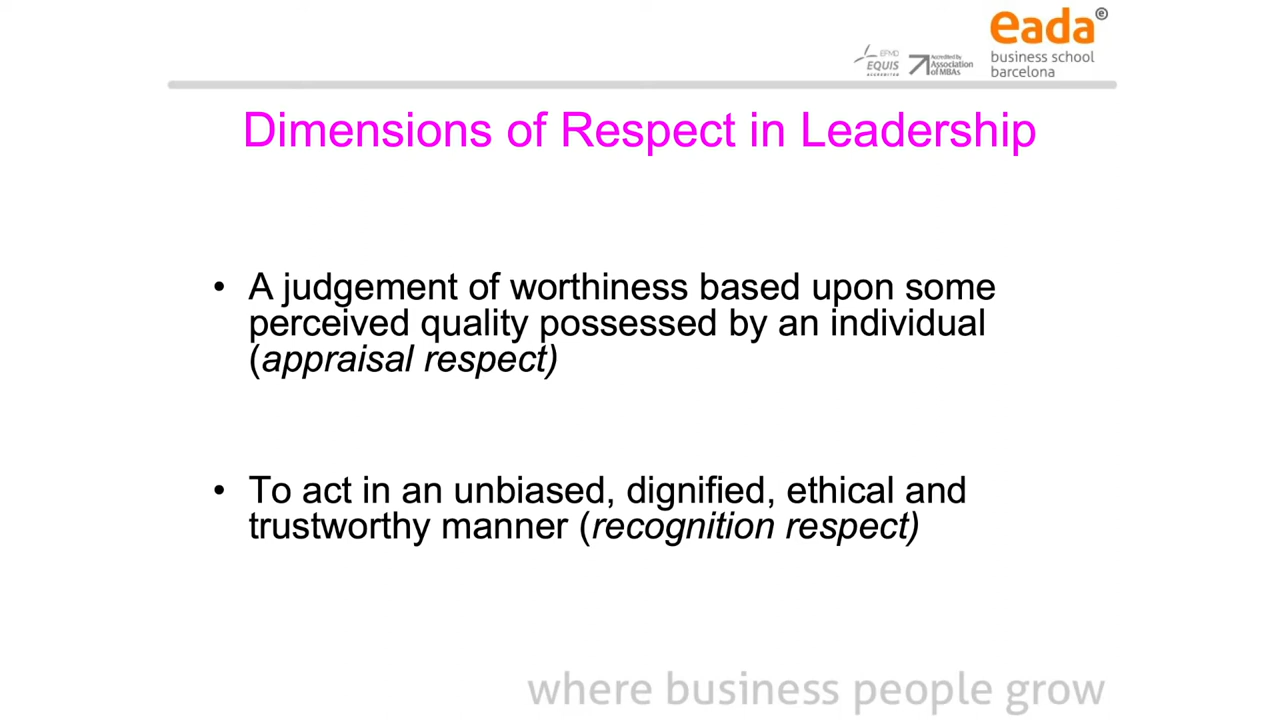 eada e
business school
barcelona
EFMD
EQUIS
ACCREDITED
Accredited by
Association
of MBAs
Dimensions of Respect in Leadership
• A judgement of worthiness based upon some
perceived quality possessed by an individual
(appraisal respect)
• To act in an unbiased, dignified, ethical and
trustworthy manner (recognition respect)
where business people grow